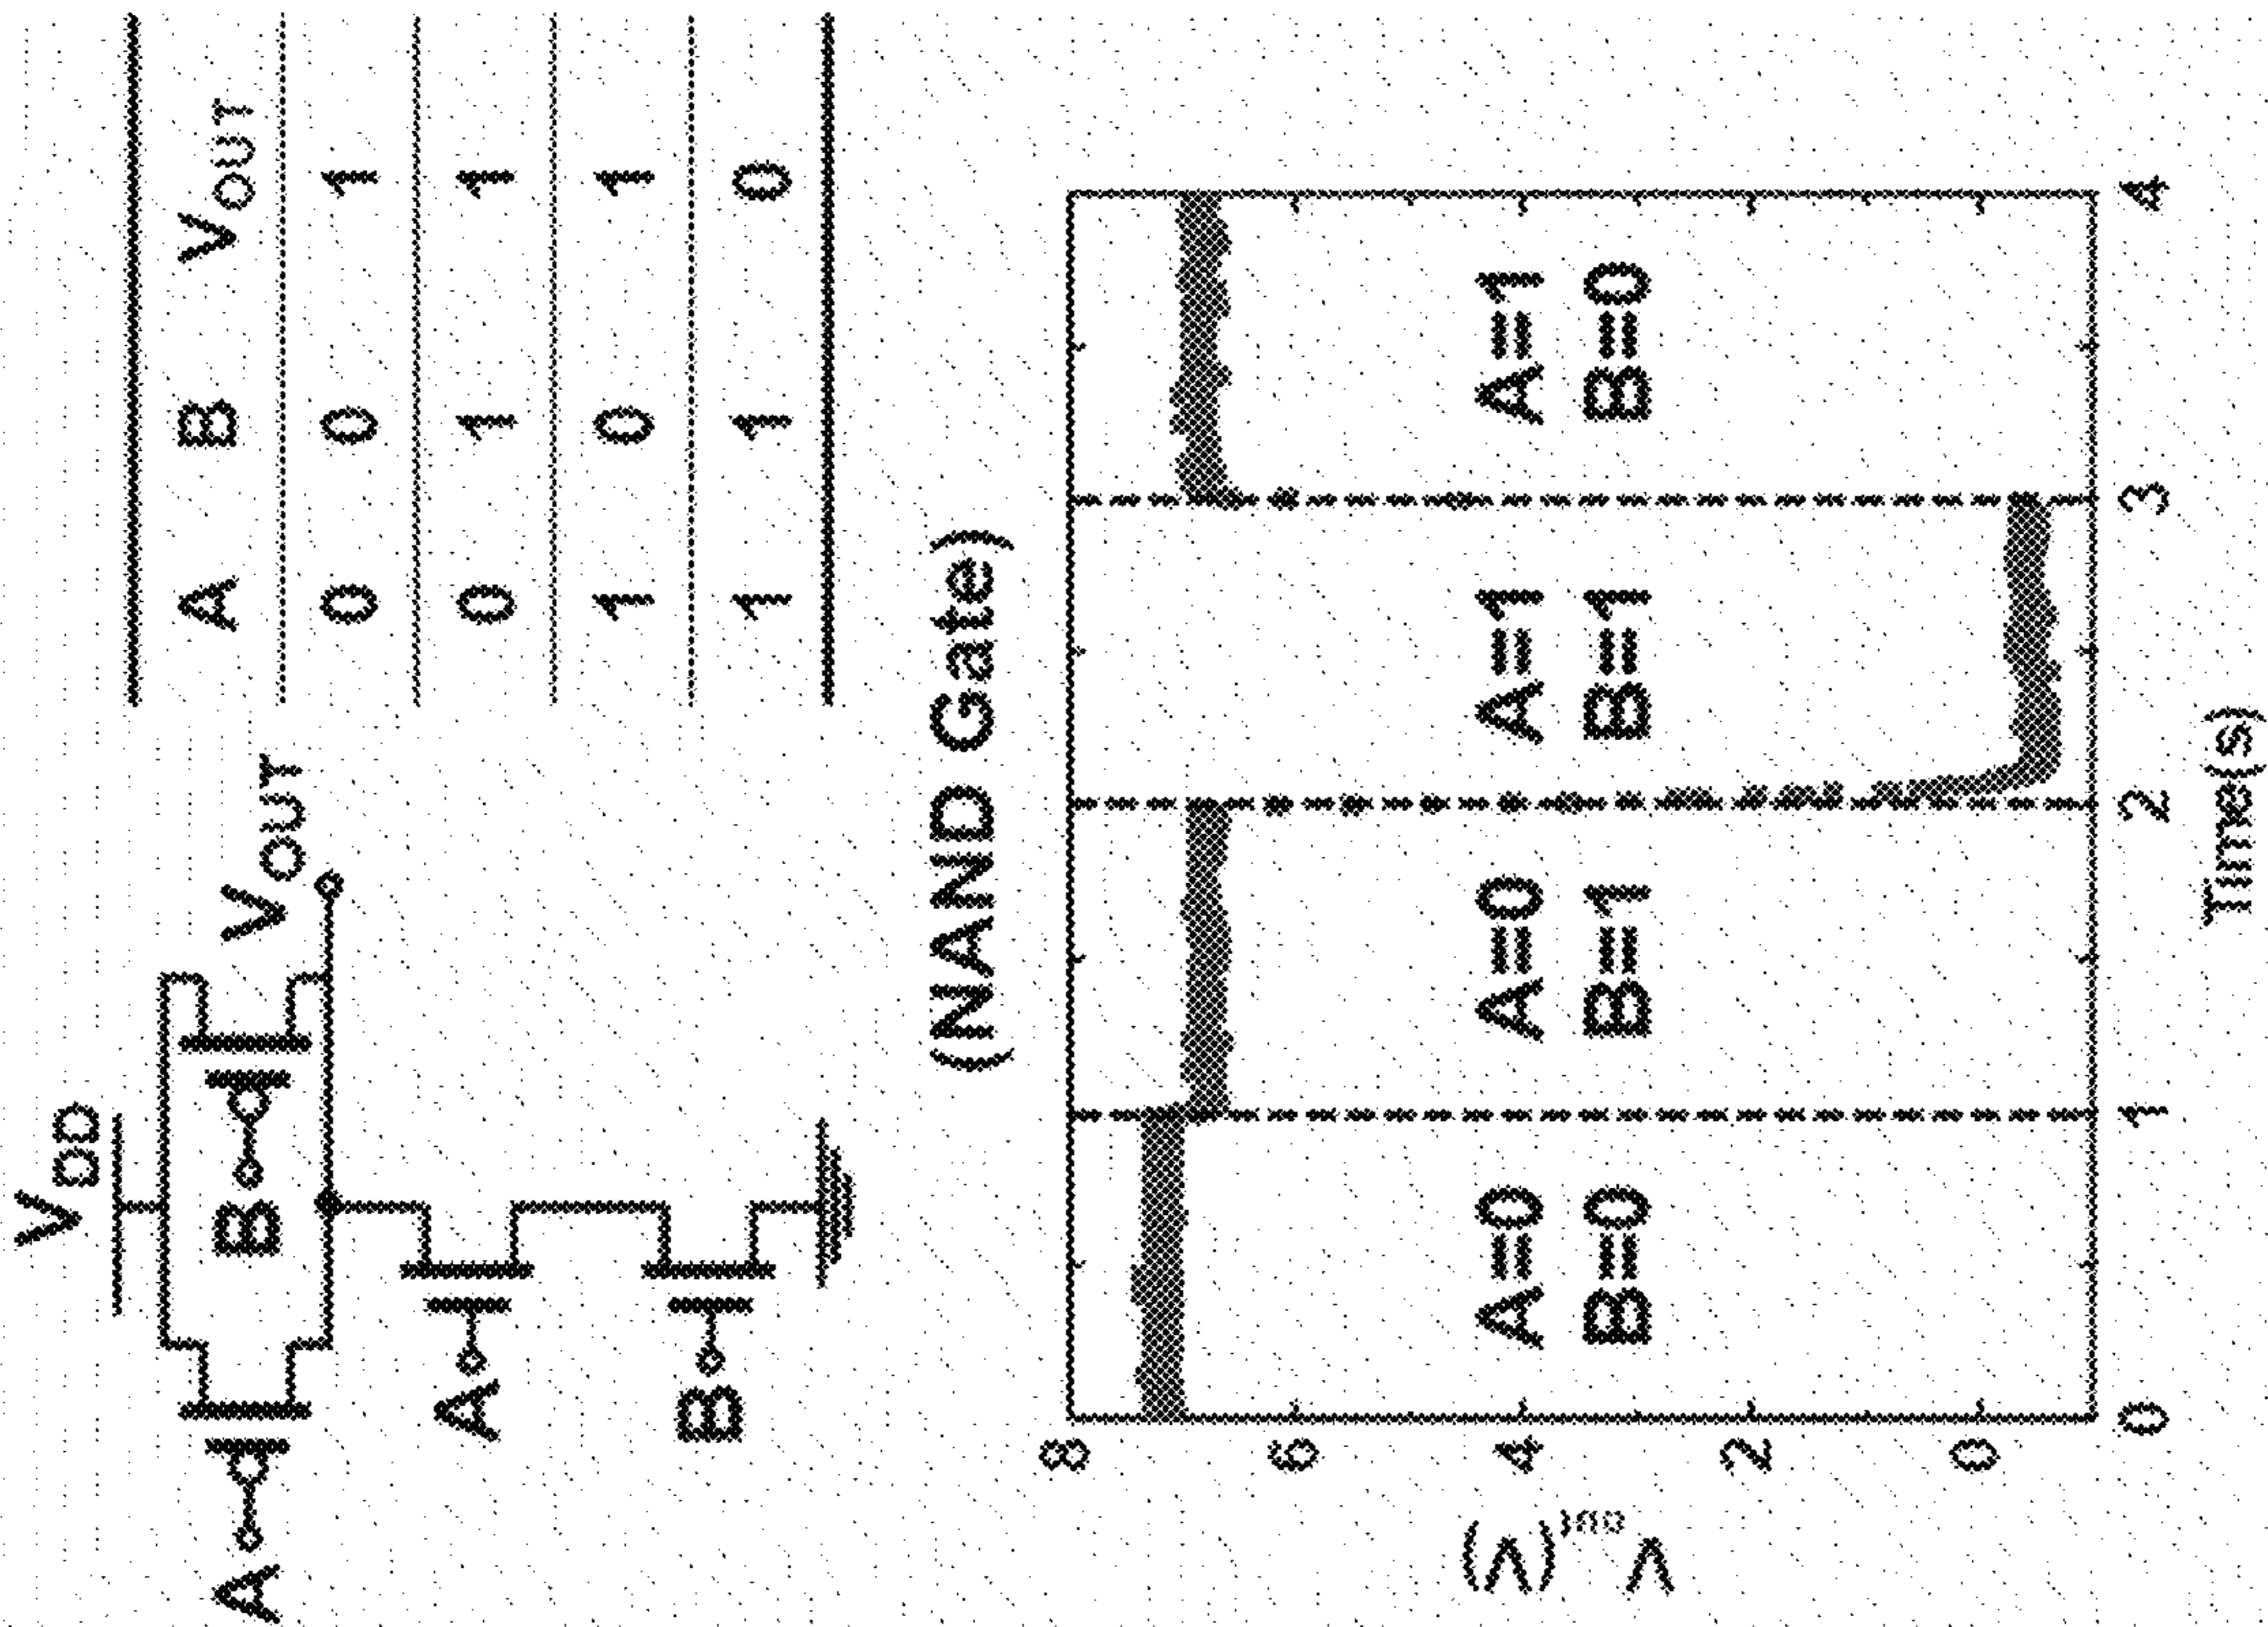 V_DD
A
B
V_OUT
A
B
A B V_OUT
0 0 1
0 1 1
1 0 1
1 1 0
(NAND Gate)
V_out(V)
8
6
4
2
0
A=0 A=0 A=1 A=1
B=0 B=1 B=1 B=0
0 1 2 3 4
Time(s)